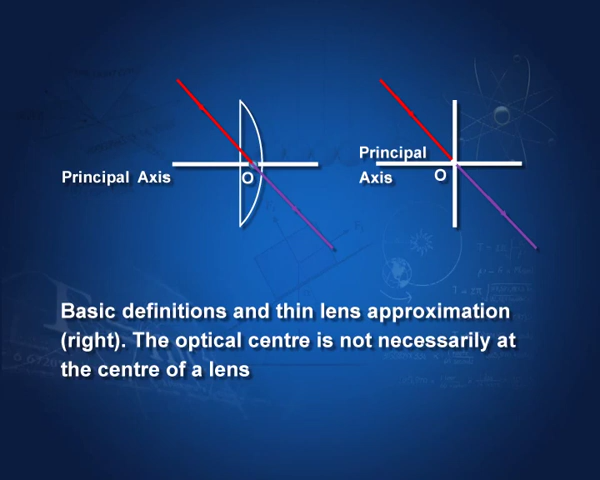 Principal Axis
O
Principal
Axis
O
Basic definitions and thin lens approximation
(right). The optical centre is not necessarily at
the centre of a lens